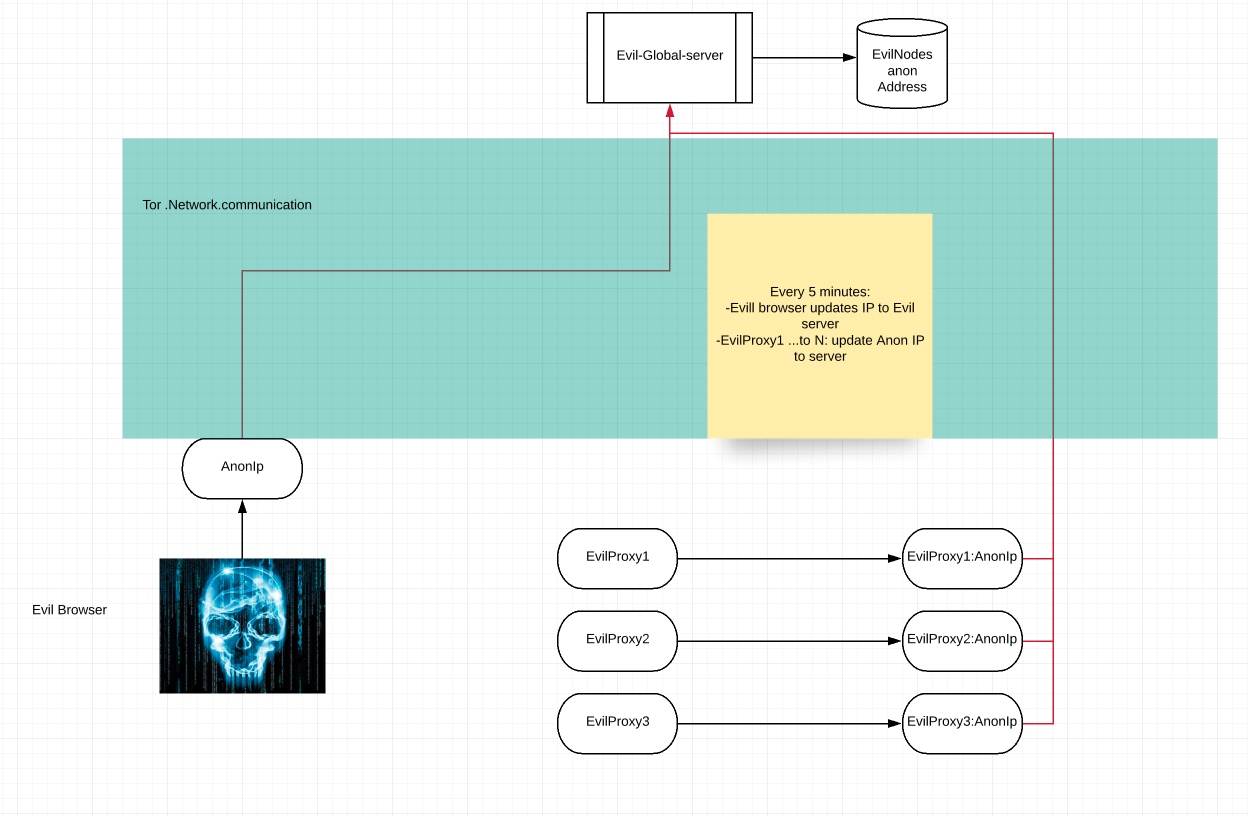 Evil-Global-server
EvilNodes
anon
Address
Tor .Network.communication
Every 5 minutes:
-Evill browser updates IP to Evil
server
-EvilProxy1 ...to N: update Anon IP
to server
AnonIp
Evil Browser
EvilProxy1
EvilProxy1:AnonIp
EvilProxy2
EvilProxy2:AnonIp
EvilProxy3
EvilProxy3:AnonIp